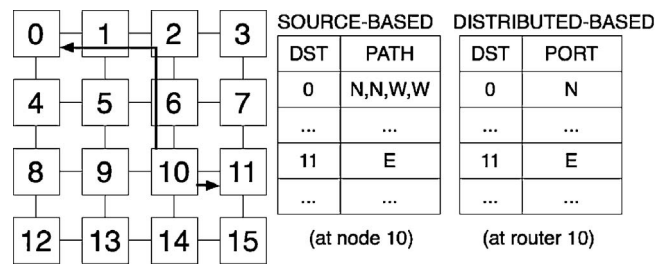 0 1 2 3
4 5 6 7
8 9 10 11
12 13 14 15
SOURCE-BASED
DST PATH
0 N,N,W,W
... ...
11 E
... ...
(at node 10)
DISTRIBUTED-BASED
DST PORT
0 N
... ...
11 E
... ...
(at router 10)